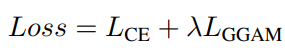 Loss = L_CE + λL_GGAM